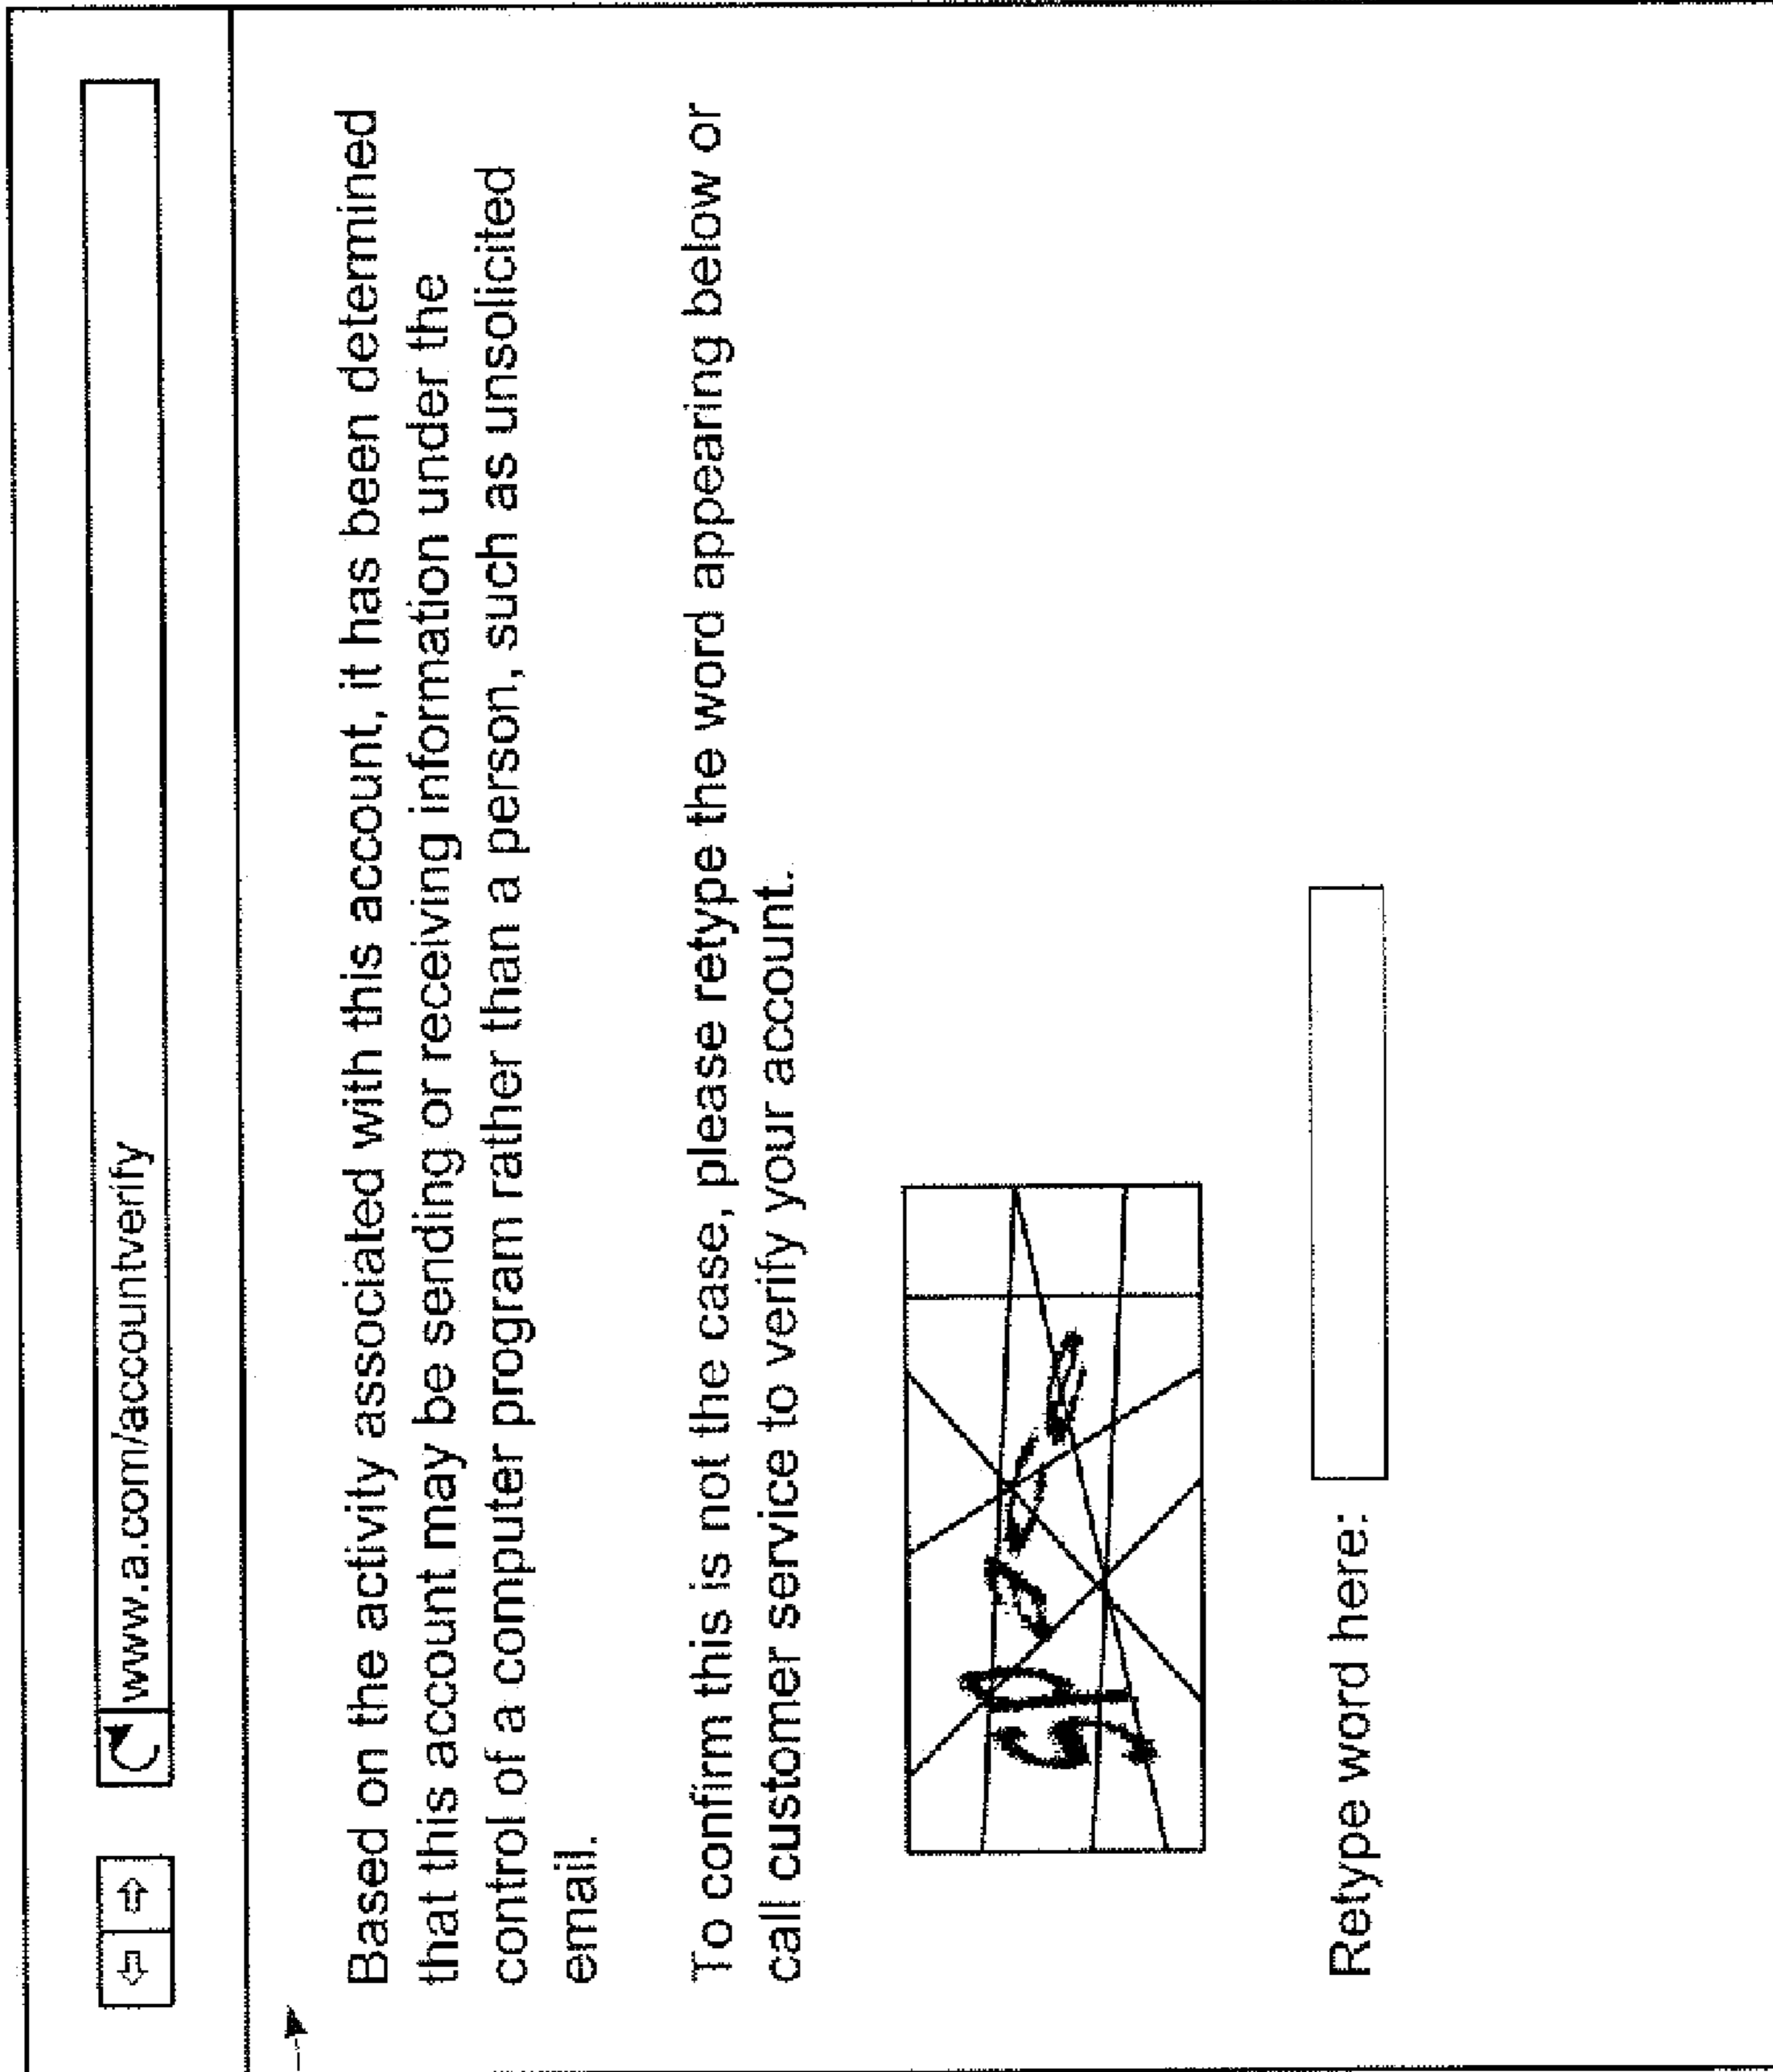 www.a.com/accountverify
Based on the activity associated with this account, it has been determined
that this account may be sending or receiving information under the
control of a computer program rather than a person, such as unsolicited
email.
To confirm this is not the case, please retype the word appearing below or
call customer service to verify your account.
Retype word here: